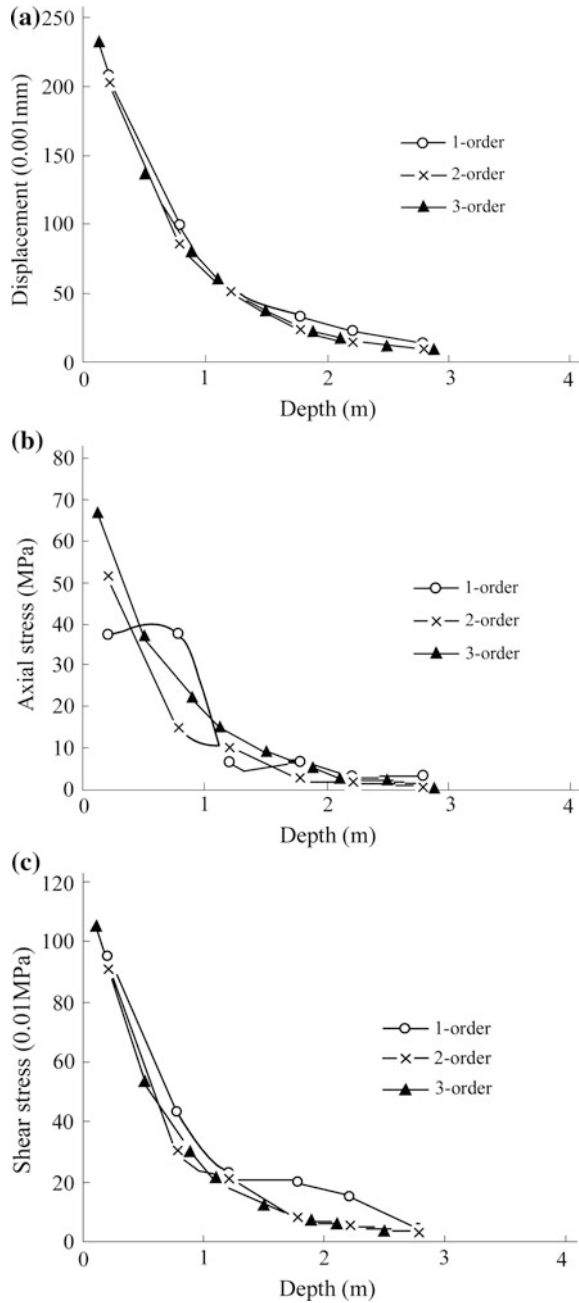 (a)
250
200
150
100
50
0
Displacement (0.001mm)
1-order
2-order
3-order
0 1 2 3 4
Depth (m)
(b)
80
70
60
50
40
30
20
10
0
Axial stress (MPa)
1-order
2-order
3-order
0 1 2 3 4
Depth (m)
(c)
120
100
80
60
40
20
0
Shear stress (0.01MPa)
1-order
2-order
3-order
0 1 2 3 4
Depth (m)